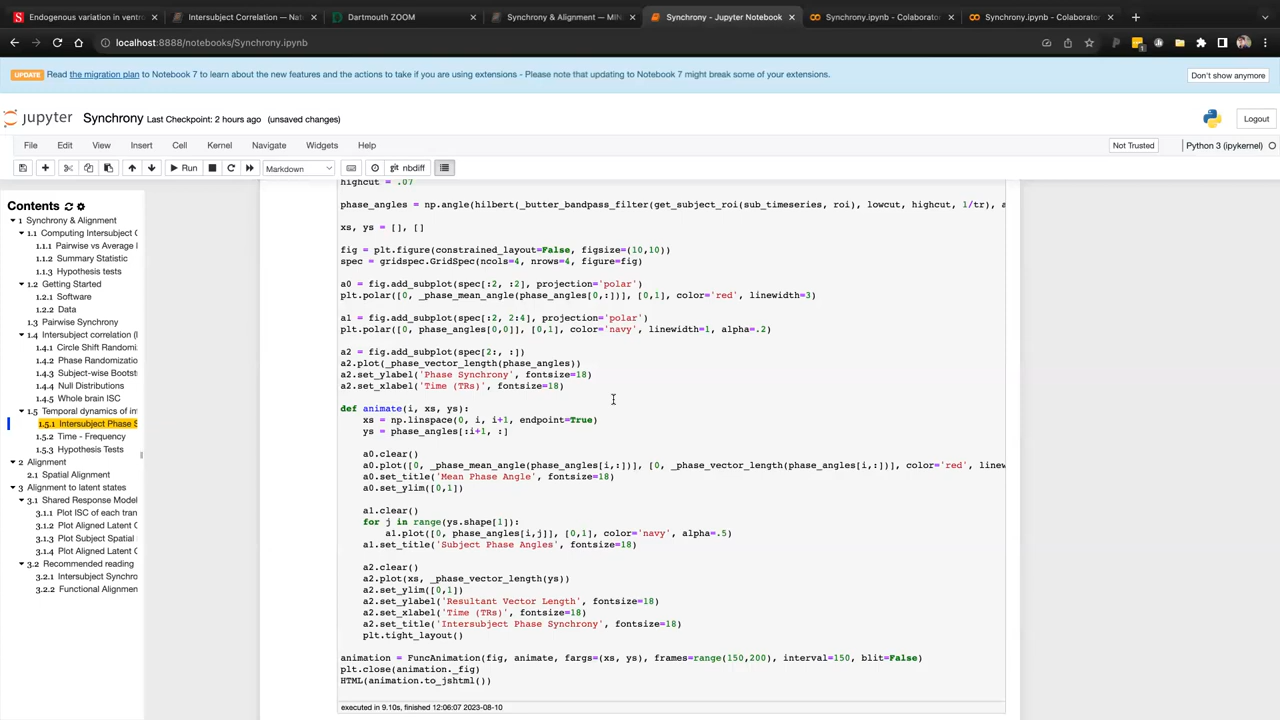 Endogenous variation in ventro
Intersubject Correlation — Nat
Dartmouth ZOOM
Synchrony & Alignment — MIN
Synchrony - Jupyter Notebook
Synchrony.ipynb - Colaborator
Synchrony.ipynb - Colaborator
localhost:8888/notebooks/Synchrony.ipynb
UPDATE Read the migration plan to Notebook 7 to learn about the new features and the actions to take if you are using extensions - Please note that updating to Notebook 7 might break some of your extensions.
Don't show anymore
jupyter Synchrony Last Checkpoint: 2 hours ago (unsaved changes)
Logout
File Edit View Insert Cell Kernel Navigate Widgets Help
Not Trusted
Python 3 (ipykernel)
Run
Markdown
nbdiff
Contents
1 Synchrony & Alignment
1.1 Computing Intersubject C
1.1.1 Pairwise vs Average I
1.1.2 Summary Statistic
1.1.3 Hypothesis tests
1.2 Getting Started
1.2.1 Software
1.2.2 Data
1.3 Pairwise Synchrony
1.4 Intersubject correlation (I
1.4.1 Circle Shift Randomi
1.4.2 Phase Randomizatio
1.4.3 Subject-wise Bootst
1.4.4 Null Distributions
1.4.5 Whole brain ISC
1.5 Temporal dynamics of int
1.5.1 Intersubject Phase S
1.5.2 Time - Frequency
1.5.3 Hypothesis Tests
2 Alignment
2.1 Spatial Alignment
3 Alignment to latent states
3.1 Shared Response Model
3.1.1 Plot ISC of each tran
3.1.2 Plot Aligned Latent C
3.1.3 Plot Subject Spatial
3.1.4 Plot Aligned Latent C
3.2 Recommended reading
3.2.1 Intersubject Synchro
3.2.2 Functional Alignmen
highcut = .07
phase_angles = np.angle(hilbert(_butter_bandpass_filter(get_subject_roi(sub_timeseries, roi), lowcut, highcut, 1/tr), a
xs, ys = [], []
fig = plt.figure(constrained_layout=False, figsize=(10,10))
spec = gridspec.GridSpec(ncols=4, nrows=4, figure=fig)
a0 = fig.add_subplot(spec[:2, :2], projection='polar')
plt.polar([0, _phase_mean_angle(phase_angles[0,:])], [0,1], color='red', linewidth=3)
a1 = fig.add_subplot(spec[:2, 2:4], projection='polar')
plt.polar([0, phase_angles[0,0]], [0,1], color='navy', linewidth=1, alpha=.2)
a2 = fig.add_subplot(spec[2:, :])
a2.plot(_phase_vector_length(phase_angles))
a2.set_ylabel('Phase Synchrony', fontsize=18)
a2.set_xlabel('Time (TRs)', fontsize=18)
def animate(i, xs, ys):
xs = np.linspace(0, i, i+1, endpoint=True)
ys = phase_angles[:i+1, :]
a0.clear()
a0.plot([0, _phase_mean_angle(phase_angles[i,:])], [0, _phase_vector_length(phase_angles[i,:])], color='red', linew
a0.set_title('Mean Phase Angle', fontsize=18)
a0.set_ylim([0,1])
a1.clear()
for j in range(ys.shape[1]):
a1.plot([0, phase_angles[i,j]], [0,1], color='navy', alpha=.5)
a1.set_title('Subject Phase Angles', fontsize=18)
a2.clear()
a2.plot(xs, _phase_vector_length(ys))
a2.set_ylim([0,1])
a2.set_ylabel('Resultant Vector Length', fontsize=18)
a2.set_xlabel('Time (TRs)', fontsize=18)
a2.set_title('Intersubject Phase Synchrony', fontsize=18)
plt.tight_layout()
animation = FuncAnimation(fig, animate, fargs=(xs, ys), frames=range(150,200), interval=150, blit=False)
plt.close(animation._fig)
HTML(animation.to_jshtml())
executed in 9.10s, finished 12:06:07 2023-08-10